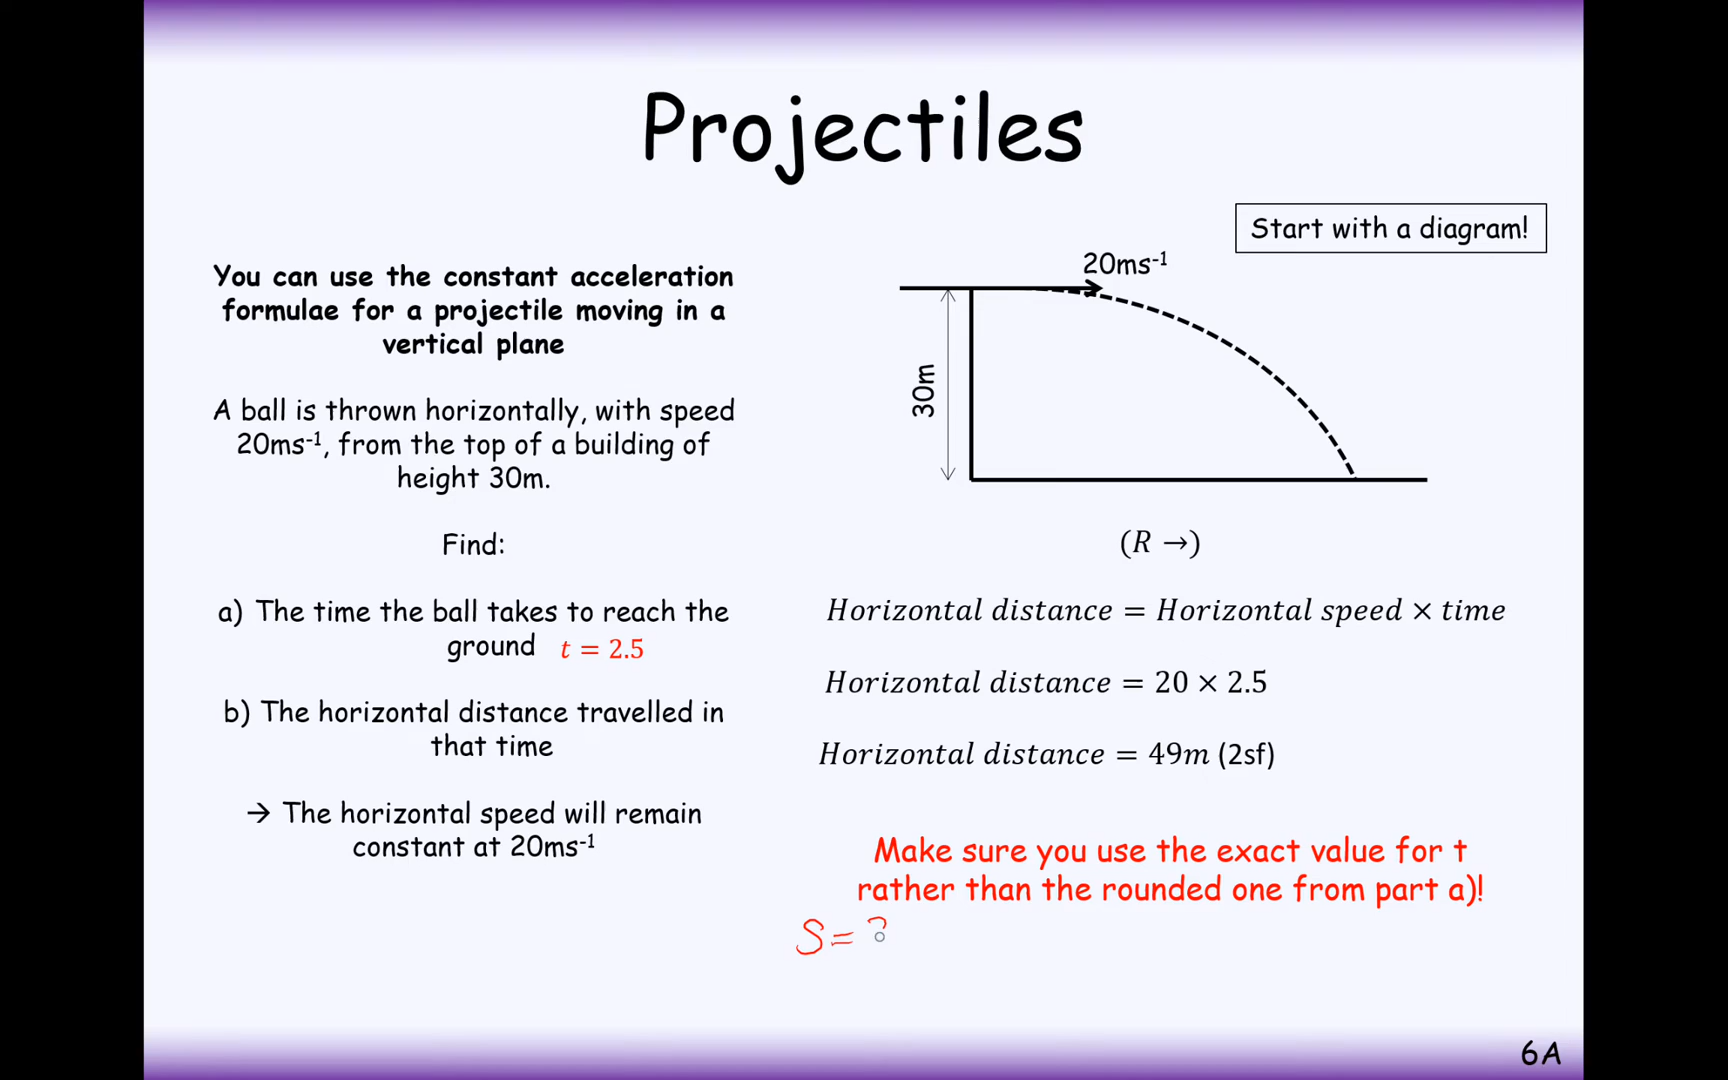 Projectiles
Start with a diagram!
You can use the constant acceleration
formulae for a projectile moving in a
vertical plane
A ball is thrown horizontally, with speed
20ms⁻¹, from the top of a building of
height 30m.
Find:
a) The time the ball takes to reach the
ground t = 2.5
b) The horizontal distance travelled in
that time
→ The horizontal speed will remain
constant at 20ms⁻¹
20ms⁻¹
30m
(R →)
Horizontal distance = Horizontal speed × time
Horizontal distance = 20 × 2.5
Horizontal distance = 49m (2sf)
Make sure you use the exact value for t
rather than the rounded one from part a)!
S = ?
6A